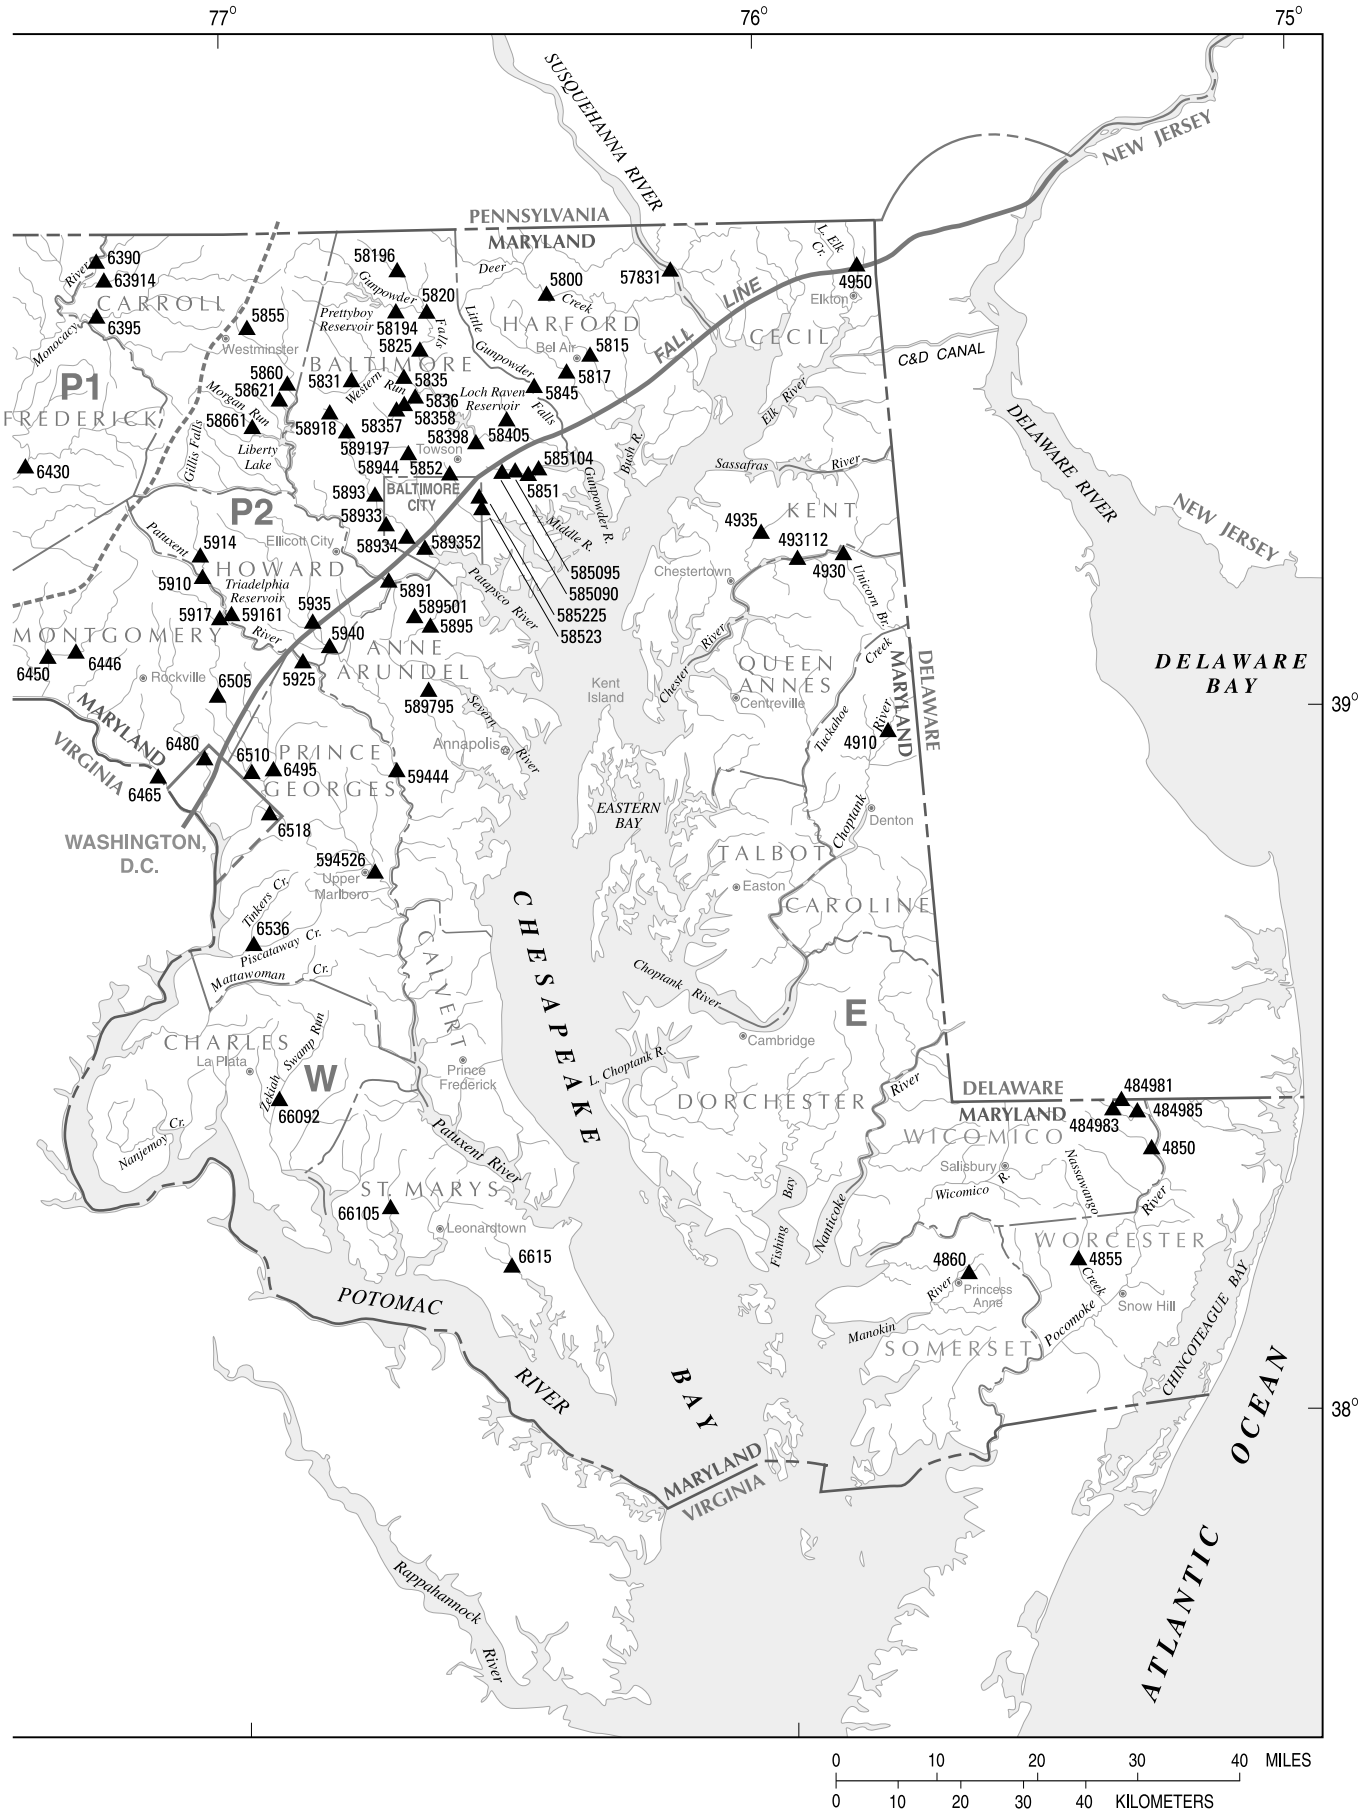 77°
76°
75°
SUSQUEHANNA RIVER
NEW JERSEY
PENNSYLVANIA
MARYLAND
L. Elk
Cr.
6390
River
63914
CARROLL
6395
Monocacy
58196
Gunpowder
5820
Prettyboy
Reservoir
58194
Falls
5825
Deer
5800
Creek
57831
4950
Elkton
FALL LINE
CECIL
C&D CANAL
5855
Westminster
BALTIMORE
Little
Gunpowder
Falls
HARFORD
Bel Air
5815
5817
5845
P1
FREDERICK
5860
58621
Morgan Run
58661
Gillis Falls
Liberty
Lake
5831
Western
Run
5835
5836
58358
58357
58918
589197
Loch Raven
Reservoir
58405
58398
Towson
58944
5852
Elk River
Bush R.
DELAWARE RIVER
6430
585104
5851
BALTIMORE
CITY
5893
58933
58934
589352
Gunpowder R.
Middle R.
Sassafras
River
KENT
NEW JERSEY
P2
Ellicott City
Patuxent
5914
HOWARD
5910
Triadelphia
Reservoir
5917
59161
River
5935
5891
Patapsco River
585095
585090
585225
58523
4935
493112
4930
Chestertown
Unicorn Br.
MONTGOMERY
6450
6446
Rockville
6505
5940
5925
589501
5895
ANNE
ARUNDEL
589795
Severn
River
Annapolis
Kent
Island
Chester River
QUEEN
ANNES
Centreville
Creek
Tuckahoe
MARYLAND
DELAWARE
River
4910
Choptank
Denton
DELAWARE
BAY
39°
MARYLAND
VIRGINIA
6480
6465
6510
6495
PRINCE
GEORGES
6518
59444
WASHINGTON,
D.C.
594526
Upper
Marlboro
EASTERN
BAY
TALBOT
Easton
CAROLINE
Tinkers Cr.
6536
Piscataway Cr.
Mattawoman
Cr.
CALVERT
CHESAPEAKE
Choptank River
E
Cambridge
CHARLES
La Plata
Zekiah Swamp Run
W
66092
Prince
Frederick
L. Choptank R.
DORCHESTER
River
DELAWARE
MARYLAND
484981
484985
484983
4850
WICOMICO
Salisbury
Wicomico
R.
Nassawango
River
Nanjemoy
Cr.
Patuxent River
ST. MARYS
66105
Leonardtown
6615
Fishing
Bay
Nanticoke
WORCESTER
4855
Creek
4860
River
Princess
Anne
Snow Hill
Pocomoke
Manokin
SOMERSET
CHINCOTEAGUE BAY
POTOMAC
RIVER
BAY
38°
MARYLAND
VIRGINIA
ATLANTIC OCEAN
Rappahannock
River
0 10 20 30 40 MILES
0 10 20 30 40 KILOMETERS